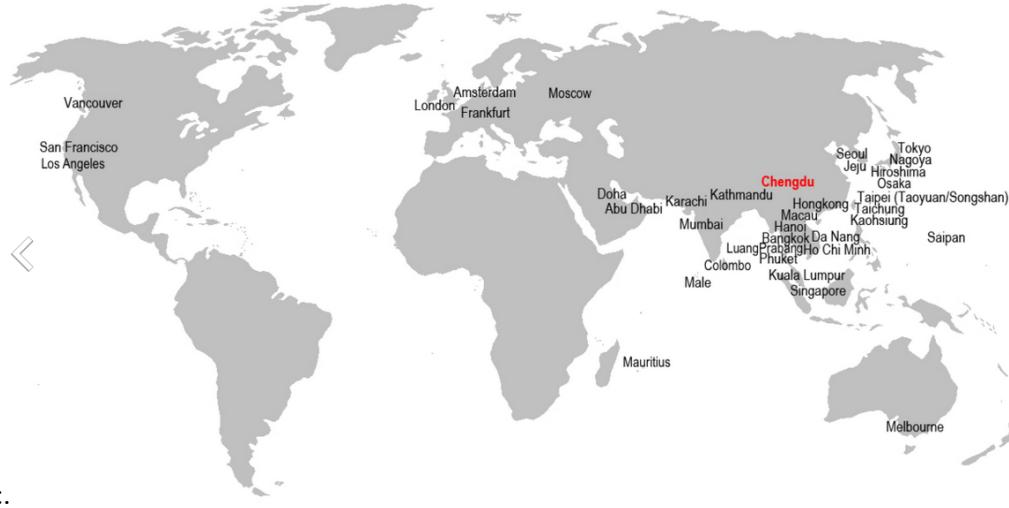 Vancouver
San Francisco
Los Angeles
London
Amsterdam
Frankfurt
Moscow
Doha
Abu Dhabi
Karachi
Kathmandu
Chengdu
Mumbai
Colombo
Male
Mauritius
Seoul
Jeju
Tokyo
Nagoya
Hiroshima
Osaka
Taipei (Taoyuan/Songshan)
Taichung
Kaohsiung
Hongkong
Macau
Hanoi
Bangkok
Da Nang
LuangPrabang
Ho Chi Minh
Phuket
Kuala Lumpur
Singapore
Saipan
Melbourne